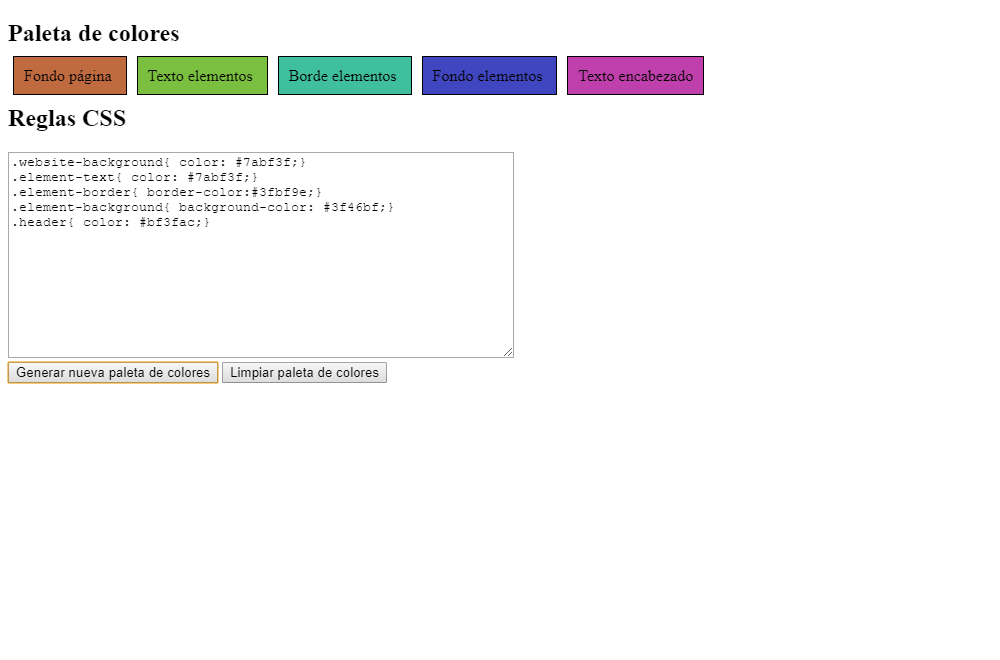 Paleta de colores
Fondo página Texto elementos Borde elementos Fondo elementos Texto encabezado
Reglas CSS
.website-background{ color: #7abf3f;}
.element-text{ color: #7abf3f;}
.element-border{ border-color:#3fbf9e;}
.element-background{ background-color: #3f46bf;}
.header{ color: #bf3fac;}
Generar nueva paleta de colores Limpiar paleta de colores